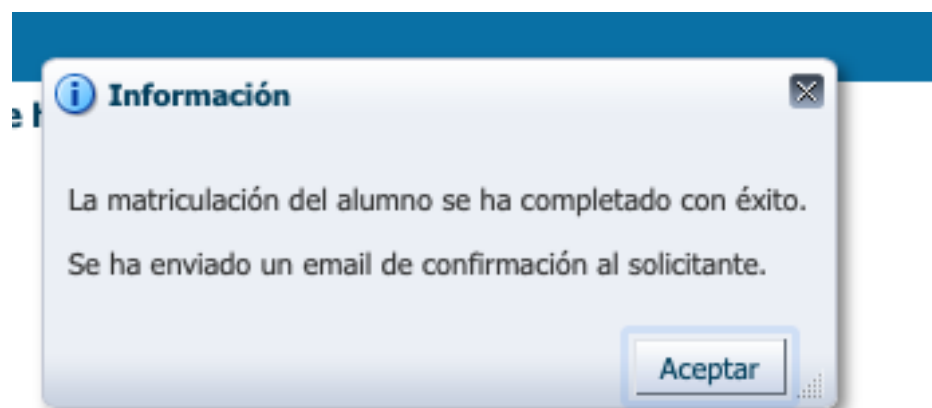 Información
La matriculación del alumno se ha completado con éxito.
Se ha enviado un email de confirmación al solicitante.
Aceptar